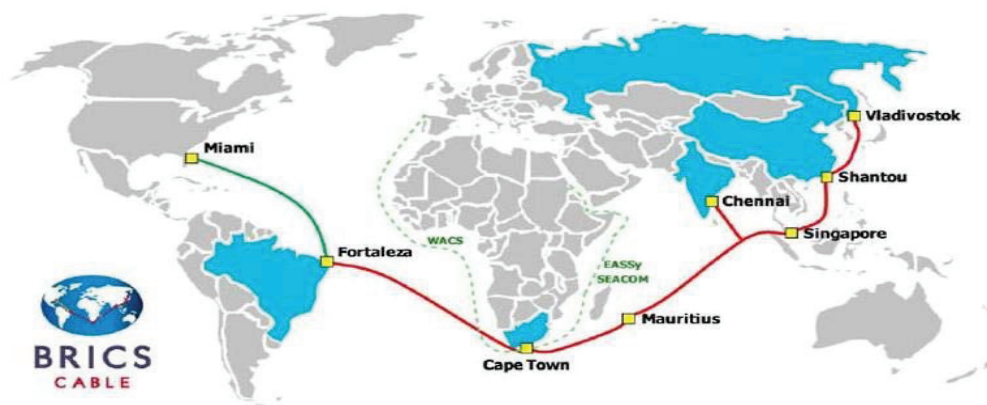 Vladivostok
Miami
Shantou
Chennai
Singapore
WACS
Fortaleza
EASSy
SEACOM
Mauritius
BRICS
CABLE
Cape Town